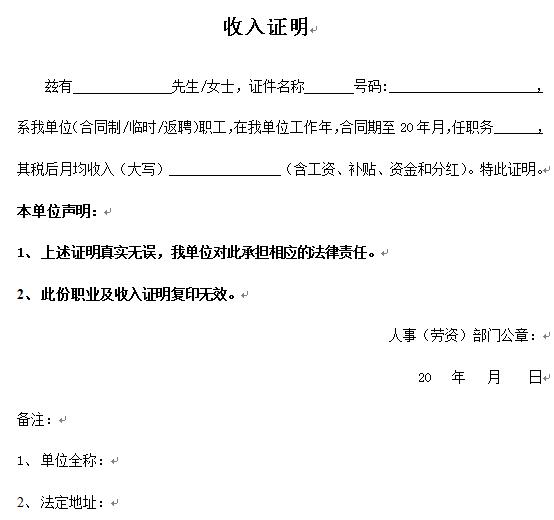 收入证明
兹有____________先生/女士，证件名称______号码:__________________，
系我单位(合同制/临时/返聘)职工,在我单位工作年,合同期至20年月,任职务_____，
其税后月均收入（大写）______________（含工资、补贴、资金和分红）。特此证明。
本单位声明：
1、上述证明真实无误，我单位对此承担相应的法律责任。
2、此份职业及收入证明复印无效。
人事（劳资）部门公章：
20 年 月 日
备注：
1、单位全称：
2、法定地址：